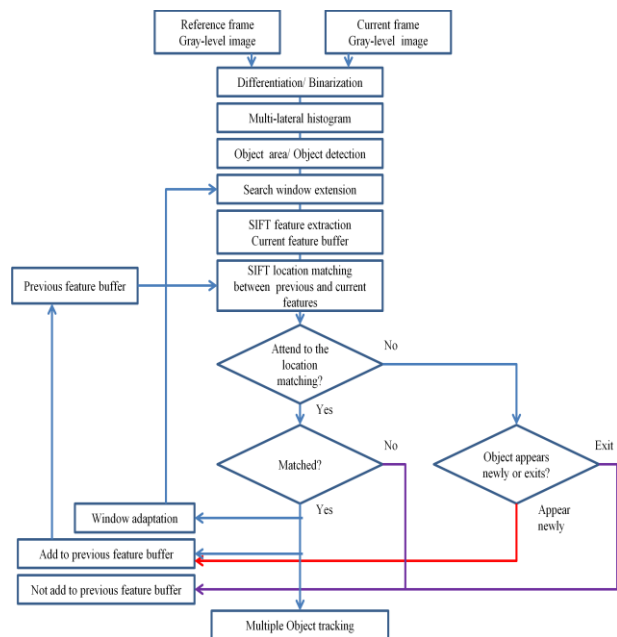 Reference frame
Gray-level image
Current frame
Gray-level image
Differentiation/ Binarization
Multi-lateral histogram
Object area/ Object detection
Search window extension
SIFT feature extraction
Current feature buffer
Previous feature buffer
SIFT location matching
between previous and current
features
Attend to the
location
matching?
No
Yes
Matched?
No
Object appears
newly or exits?
Exit
Yes
Appear
newly
Window adaptation
Add to previous feature buffer
Not add to previous feature buffer
Multiple Object tracking